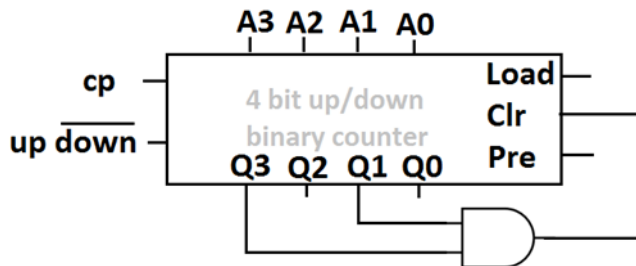 A3 A2 A1 A0
cp
up down
4 bit up/down
binary counter
Load
Clr
Pre
Q3 Q2 Q1 Q0